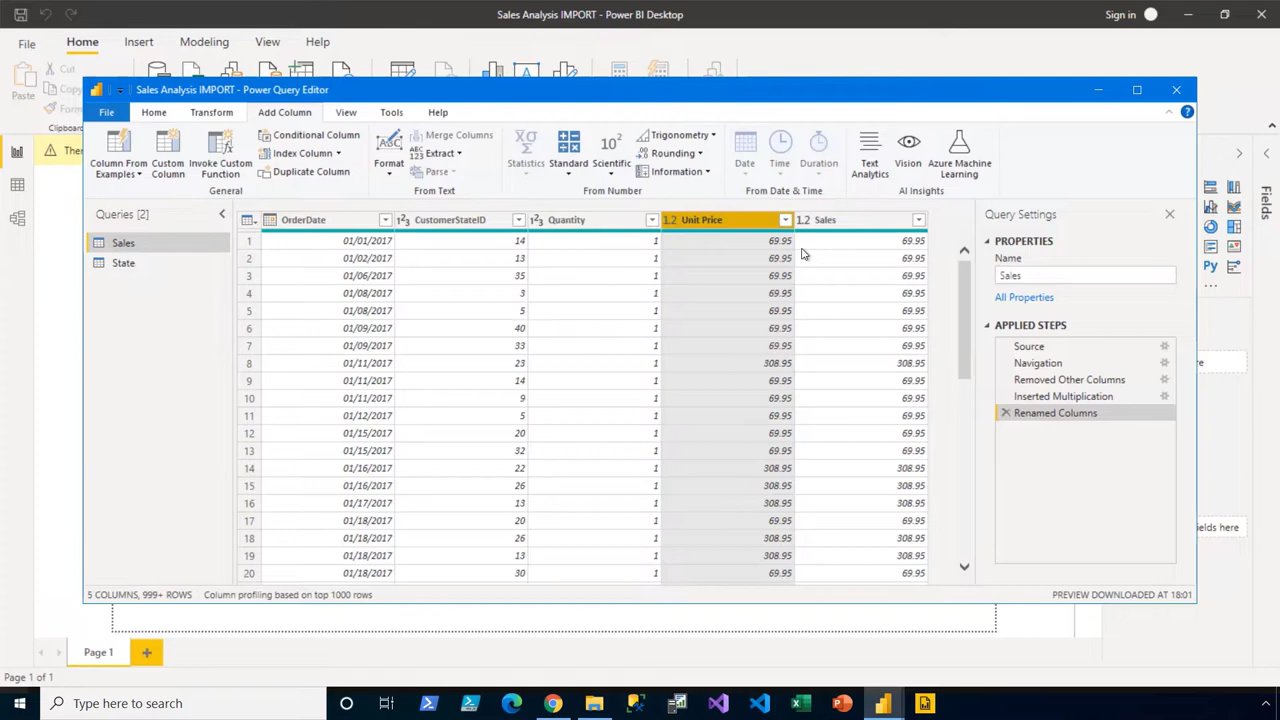 Sales Analysis IMPORT - Power BI Desktop
Sign in
File
Home
Insert
Modeling
View
Help
Paste
Cut
Copy
Clipboard
Sales Analysis IMPORT - Power Query Editor
File
Home
Add Column
Transform
View
Tools
Help
Column From Examples
Custom Column
Invoke Custom Function
Conditional Column
Index Column
Duplicate Column
General
Format
Merge Columns
Extract
Parse
From Text
Statistics
Standard
Scientific
Trigonometry
Rounding
Information
From Number
Date
Time
Duration
From Date & Time
Text Analytics
Vision
Azure Machine Learning
AI Insights
Queries [2]
Sales
State
OrderDate 1²3 CustomerStateID 1²3 Quantity 1.2 Unit Price 1.2 Sales
1 01/01/2017 14 1 69.95 69.95
2 01/02/2017 13 1 69.95 69.95
3 01/06/2017 35 1 69.95 69.95
4 01/08/2017 3 1 69.95 69.95
5 01/08/2017 5 1 69.95 69.95
6 01/09/2017 40 1 69.95 69.95
7 01/09/2017 33 1 69.95 69.95
8 01/11/2017 23 1 308.95 308.95
9 01/11/2017 14 1 69.95 69.95
10 01/11/2017 9 1 69.95 69.95
11 01/12/2017 5 1 69.95 69.95
12 01/15/2017 20 1 69.95 69.95
13 01/15/2017 32 1 69.95 69.95
14 01/16/2017 22 1 308.95 308.95
15 01/16/2017 26 1 308.95 308.95
16 01/17/2017 13 1 308.95 308.95
17 01/18/2017 20 1 69.95 69.95
18 01/18/2017 26 1 308.95 308.95
19 01/18/2017 13 1 308.95 308.95
20 01/18/2017 30 1 69.95 69.95
Query Settings
PROPERTIES
Name
Sales
All Properties
APPLIED STEPS
Source
Navigation
Removed Other Columns
Inserted Multiplication
Renamed Columns
Fields
5 COLUMNS, 999+ ROWS
Column profiling based on top 1000 rows
PREVIEW DOWNLOADED AT 18:01
Page 1
Page 1 of 1
Type here to search